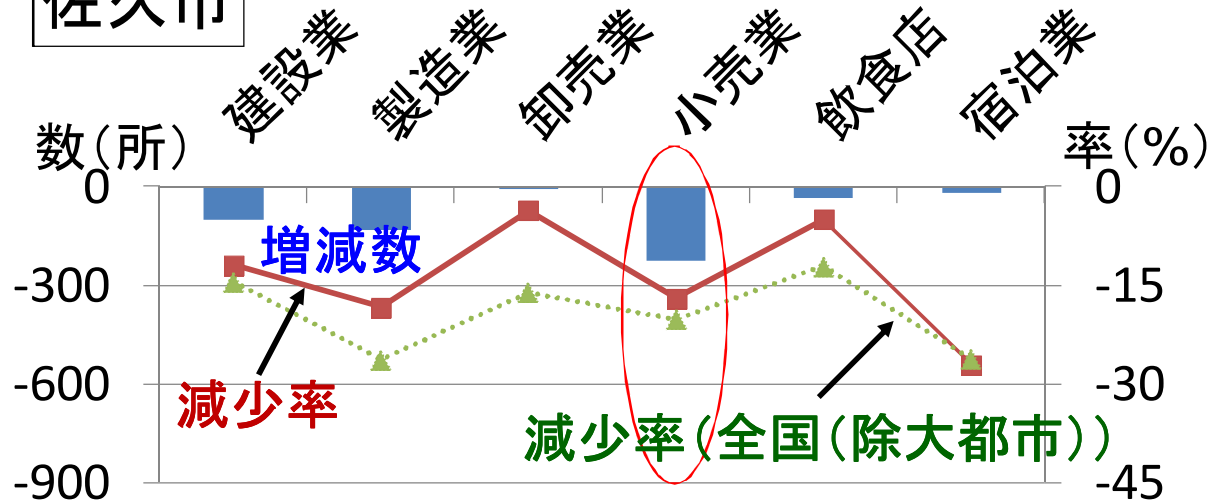 佐久市
建設業
製造業
卸売業
小売業
飲食店
宿泊業
数(所)
率(%)
0
0
増減数
-300
-15
-600
-30
減少率
減少率(全国(除大都市))
-900
-45